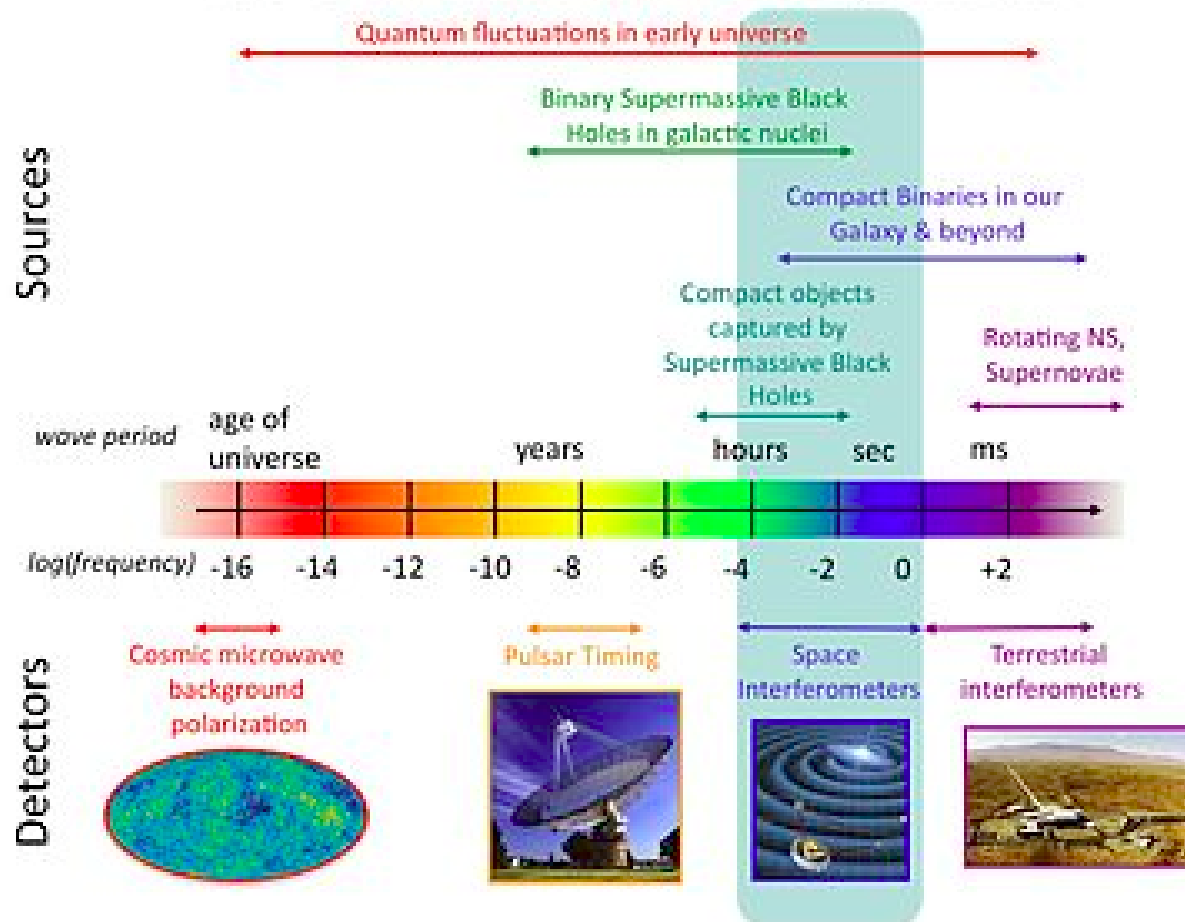 Quantum fluctuations in early universe
Binary Supermassive Black
Holes in galactic nuclei
Compact Binaries in our
Galaxy & beyond
Compact objects
captured by
Supermassive Black
Holes
Rotating NS,
Supernovae
Sources
wave period
age of
universe
years
hours
sec
ms
log(frequency)
-16
-14
-12
-10
-8
-6
-4
-2
0
+2
Detectors
Cosmic microwave
background
polarization
Pulsar Timing
Space
Interferometers
Terrestrial
interferometers